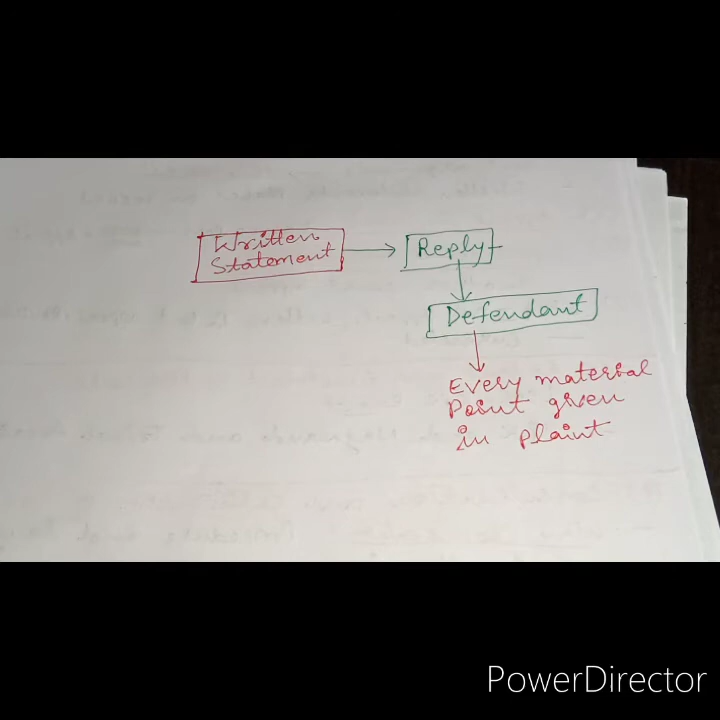 Written
Statement
Reply
Defendant
Every material
Point given
in plaint
PowerDirector